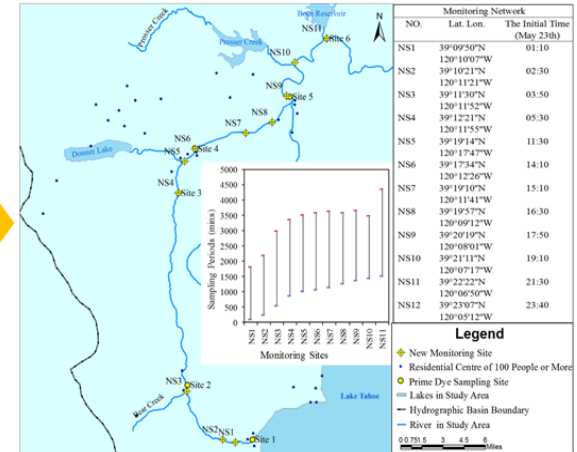 Boca Reservoir
Prosser Creek
NS11
Site 6
N
Prosser Creek
NS10
NS9
Site 5
NS8
NS7
NS6
Site 4
Donner Lake
NS5
NS4
Site 3
Sampling Periods (mins)
5000
4500
4000
3500
3000
2500
2000
1500
1000
500
0
NS1 NS2 NS3 NS4 NS5 NS6 NS7 NS8 NS9 NS10 NS11
Monitoring Sites
NS3
Site 2
Bear Creek
Lake Tahoe
NS2
NS1
Site 1
Monitoring Network
NO. Lat. Lon. The Initial Time
(May 23th)
NS1 39°09'50"N 01:10
120°10'07"W
NS2 39°10'21"N 02:30
120°11'21"W
NS3 39°11'30"N 03:50
120°11'52"W
NS4 39°12'21"N 05:30
120°11'55"W
NS5 39°19'14"N 11:30
120°17'47"W
NS6 39°17'34"N 14:10
120°12'26"W
NS7 39°19'10"N 15:10
120°11'41"W
NS8 39°19'57"N 16:30
120°09'12"W
NS9 39°20'19"N 17:50
120°08'01"W
NS10 39°21'11"N 19:10
120°07'17"W
NS11 39°22'22"N 21:30
120°06'50"W
NS12 39°23'07"N 23:40
120°05'12"W
Legend
New Monitoring Site
Residential Centre of 100 People or More
Prime Dye Sampling Site
Lakes in Study Area
Hydrographic Basin Boundary
River in Study Area
0 0.75 1.5 3 4.5 6
Miles